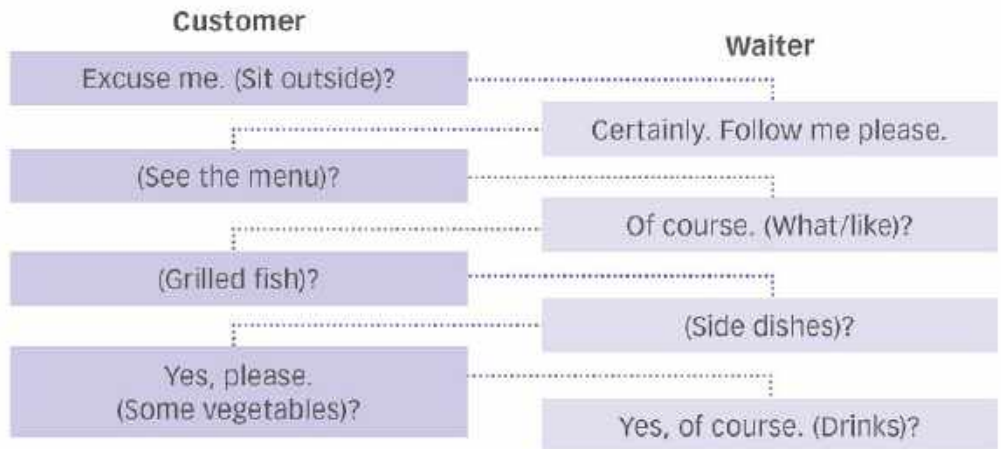 Customer
Waiter
Excuse me. (Sit outside)?
Certainly. Follow me please.
(See the menu)?
Of course. (What/like)?
(Grilled fish)?
(Side dishes)?
Yes, please.
(Some vegetables)?
Yes, of course. (Drinks)?